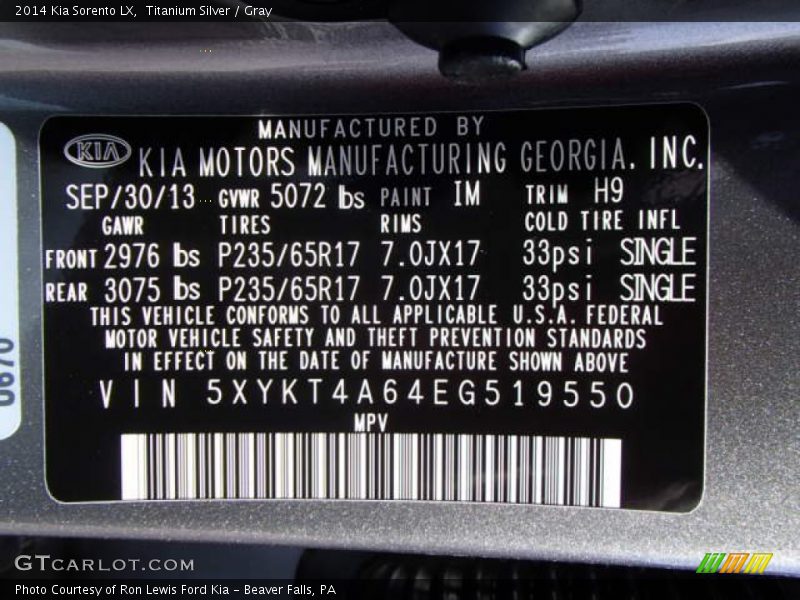 2014 Kia Sorento LX,  Titanium Silver / Gray
MANUFACTURED BY
KIA KIA MOTORS MANUFACTURING GEORGIA, INC.
SEP/30/13 GVWR 5072 lbs PAINT IM TRIM H9
GAWR TIRES RIMS COLD TIRE INFL
FRONT 2976 lbs P235/65R17 7.0JX17 33psi SINGLE
REAR 3075 lbs P235/65R17 7.0JX17 33psi SINGLE
THIS VEHICLE CONFORMS TO ALL APPLICABLE U.S.A. FEDERAL
MOTOR VEHICLE SAFETY AND THEFT PREVENTION STANDARDS
IN EFFECT ON THE DATE OF MANUFACTURE SHOWN ABOVE
VIN 5XYKT4A64EG519550
MPV
GTCARLOT.COM
Photo Courtesy of Ron Lewis Ford Kia - Beaver Falls, PA